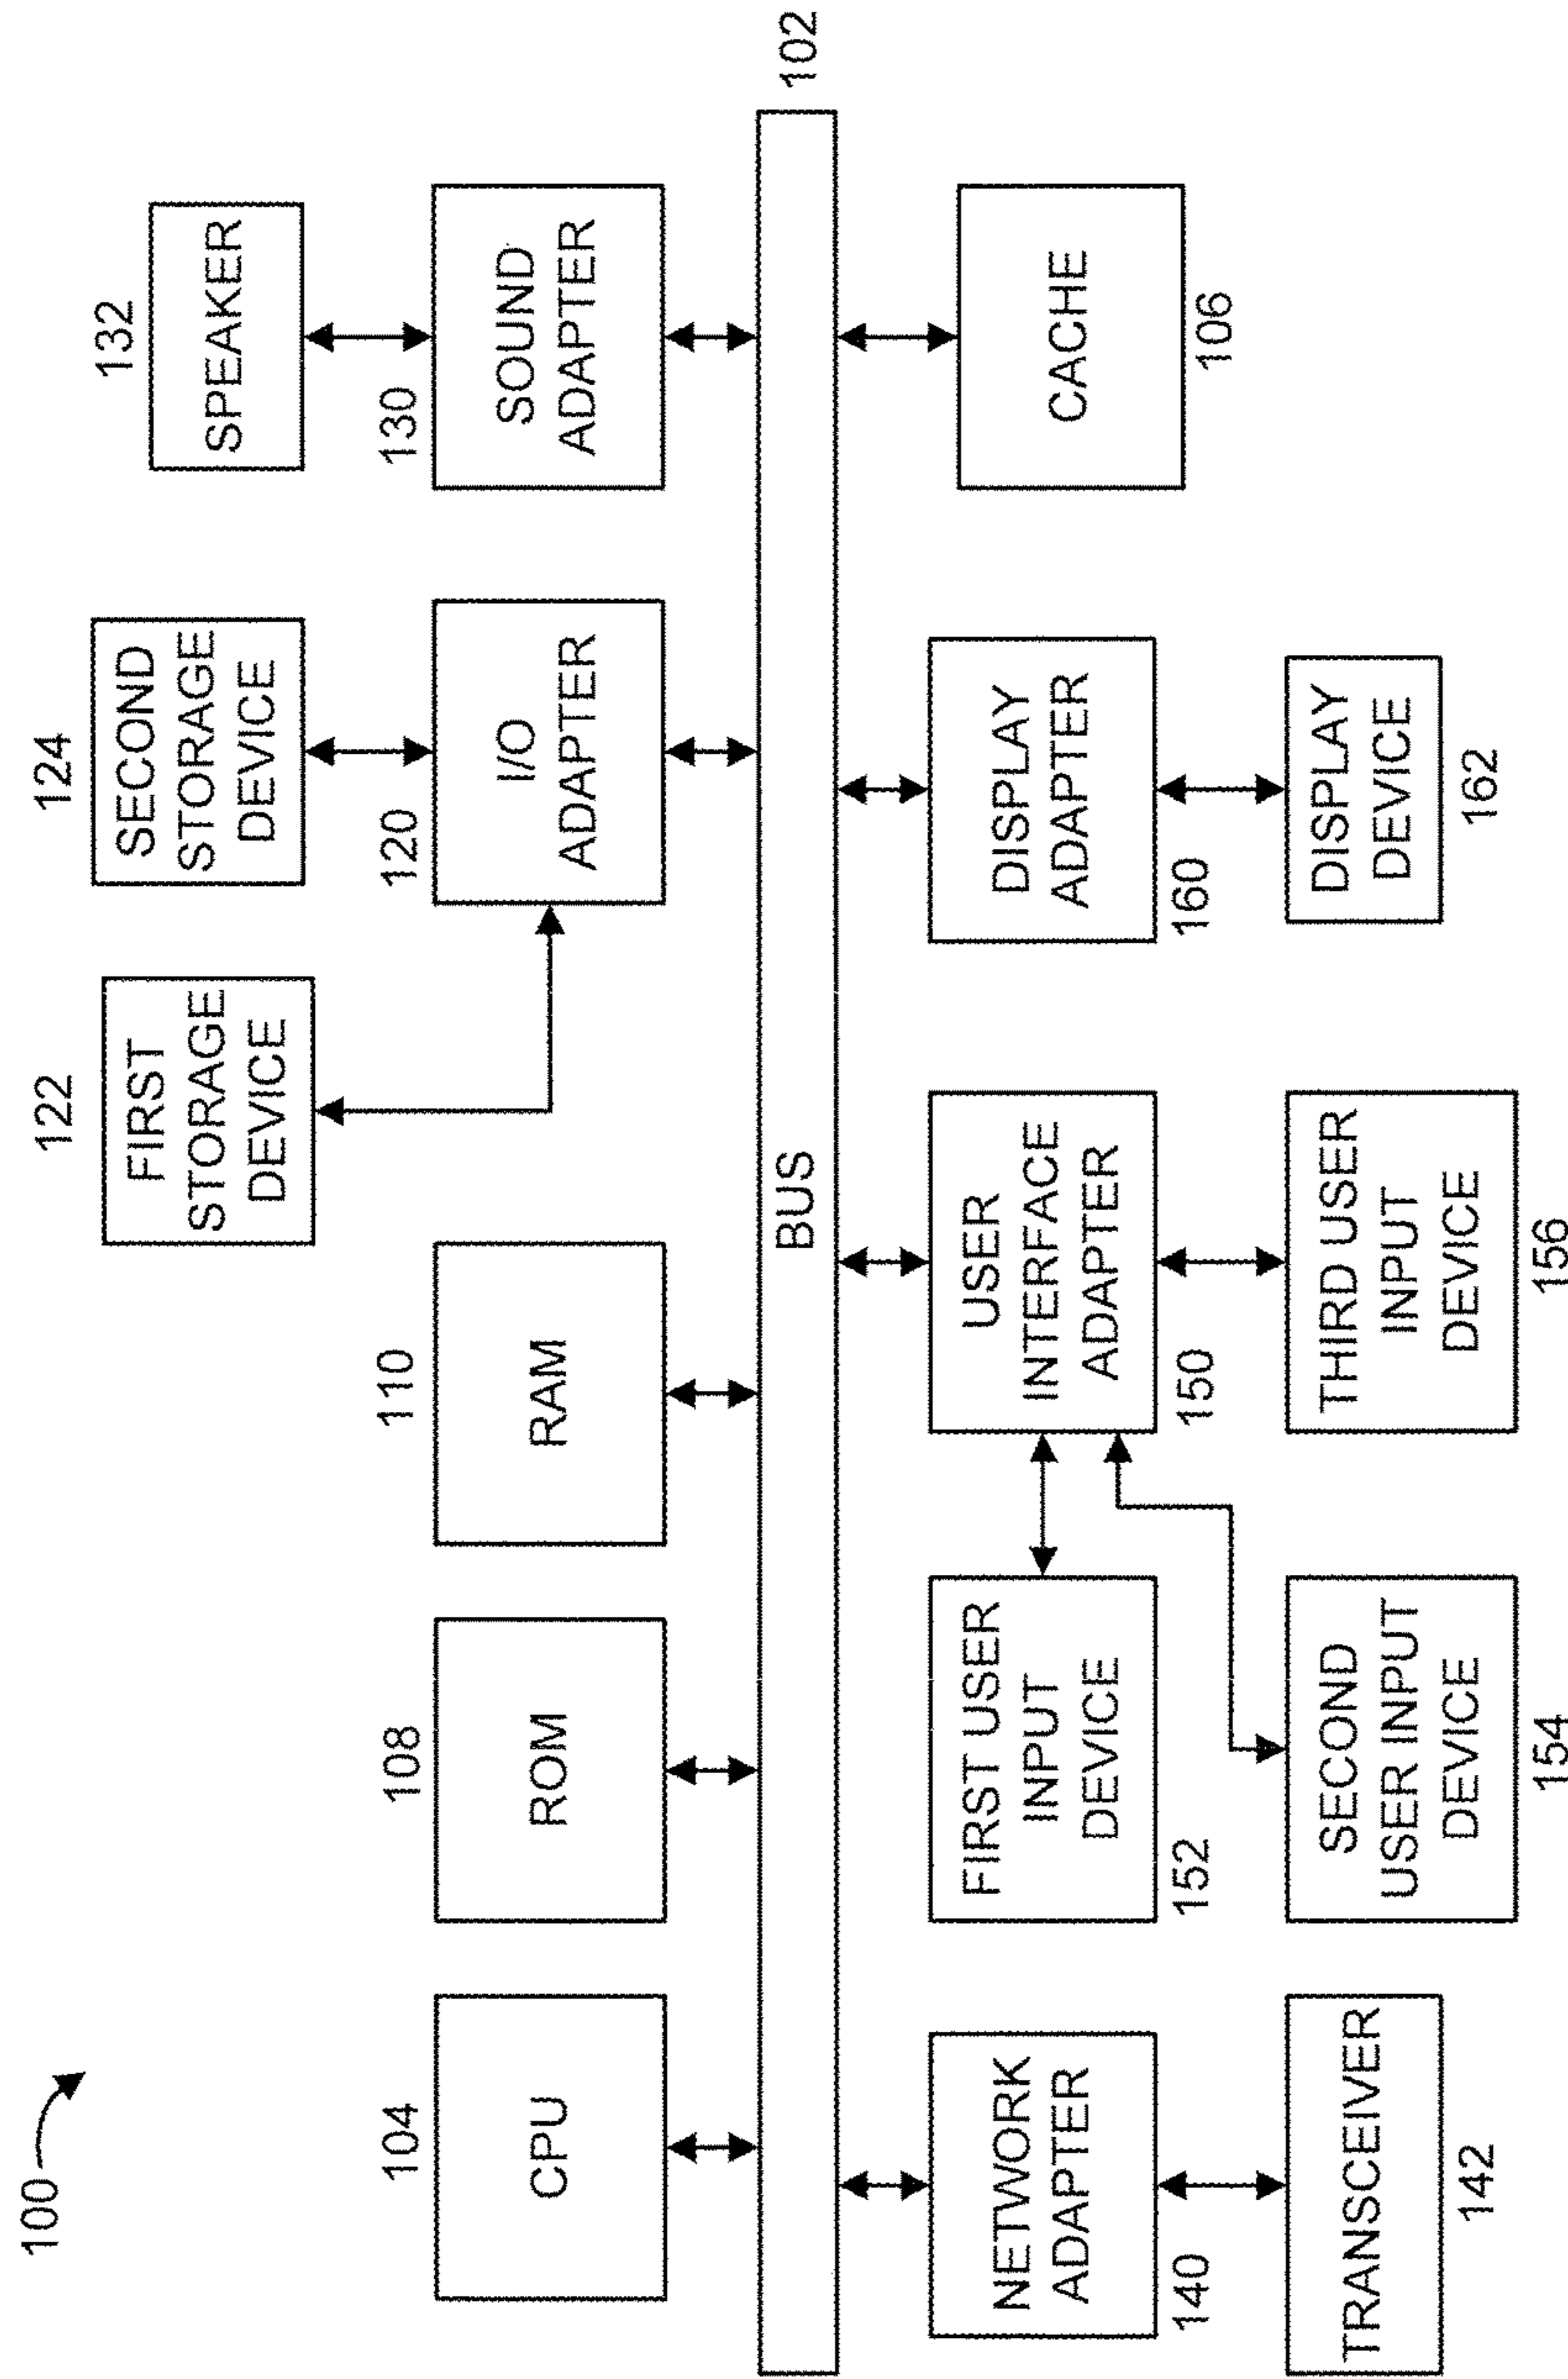 100
104
CPU
108
ROM
110
RAM
122
FIRST
STORAGE
DEVICE
124
SECOND
STORAGE
DEVICE
120
I/O
ADAPTER
132
SPEAKER
130
SOUND
ADAPTER
BUS
102
NETWORK
ADAPTER
140
TRANSCEIVER
142
FIRST USER
INPUT
DEVICE
152
SECOND
USER INPUT
DEVICE
154
USER
INTERFACE
ADAPTER
150
THIRD USER
INPUT
DEVICE
156
DISPLAY
ADAPTER
160
DISPLAY
DEVICE
162
CACHE
106